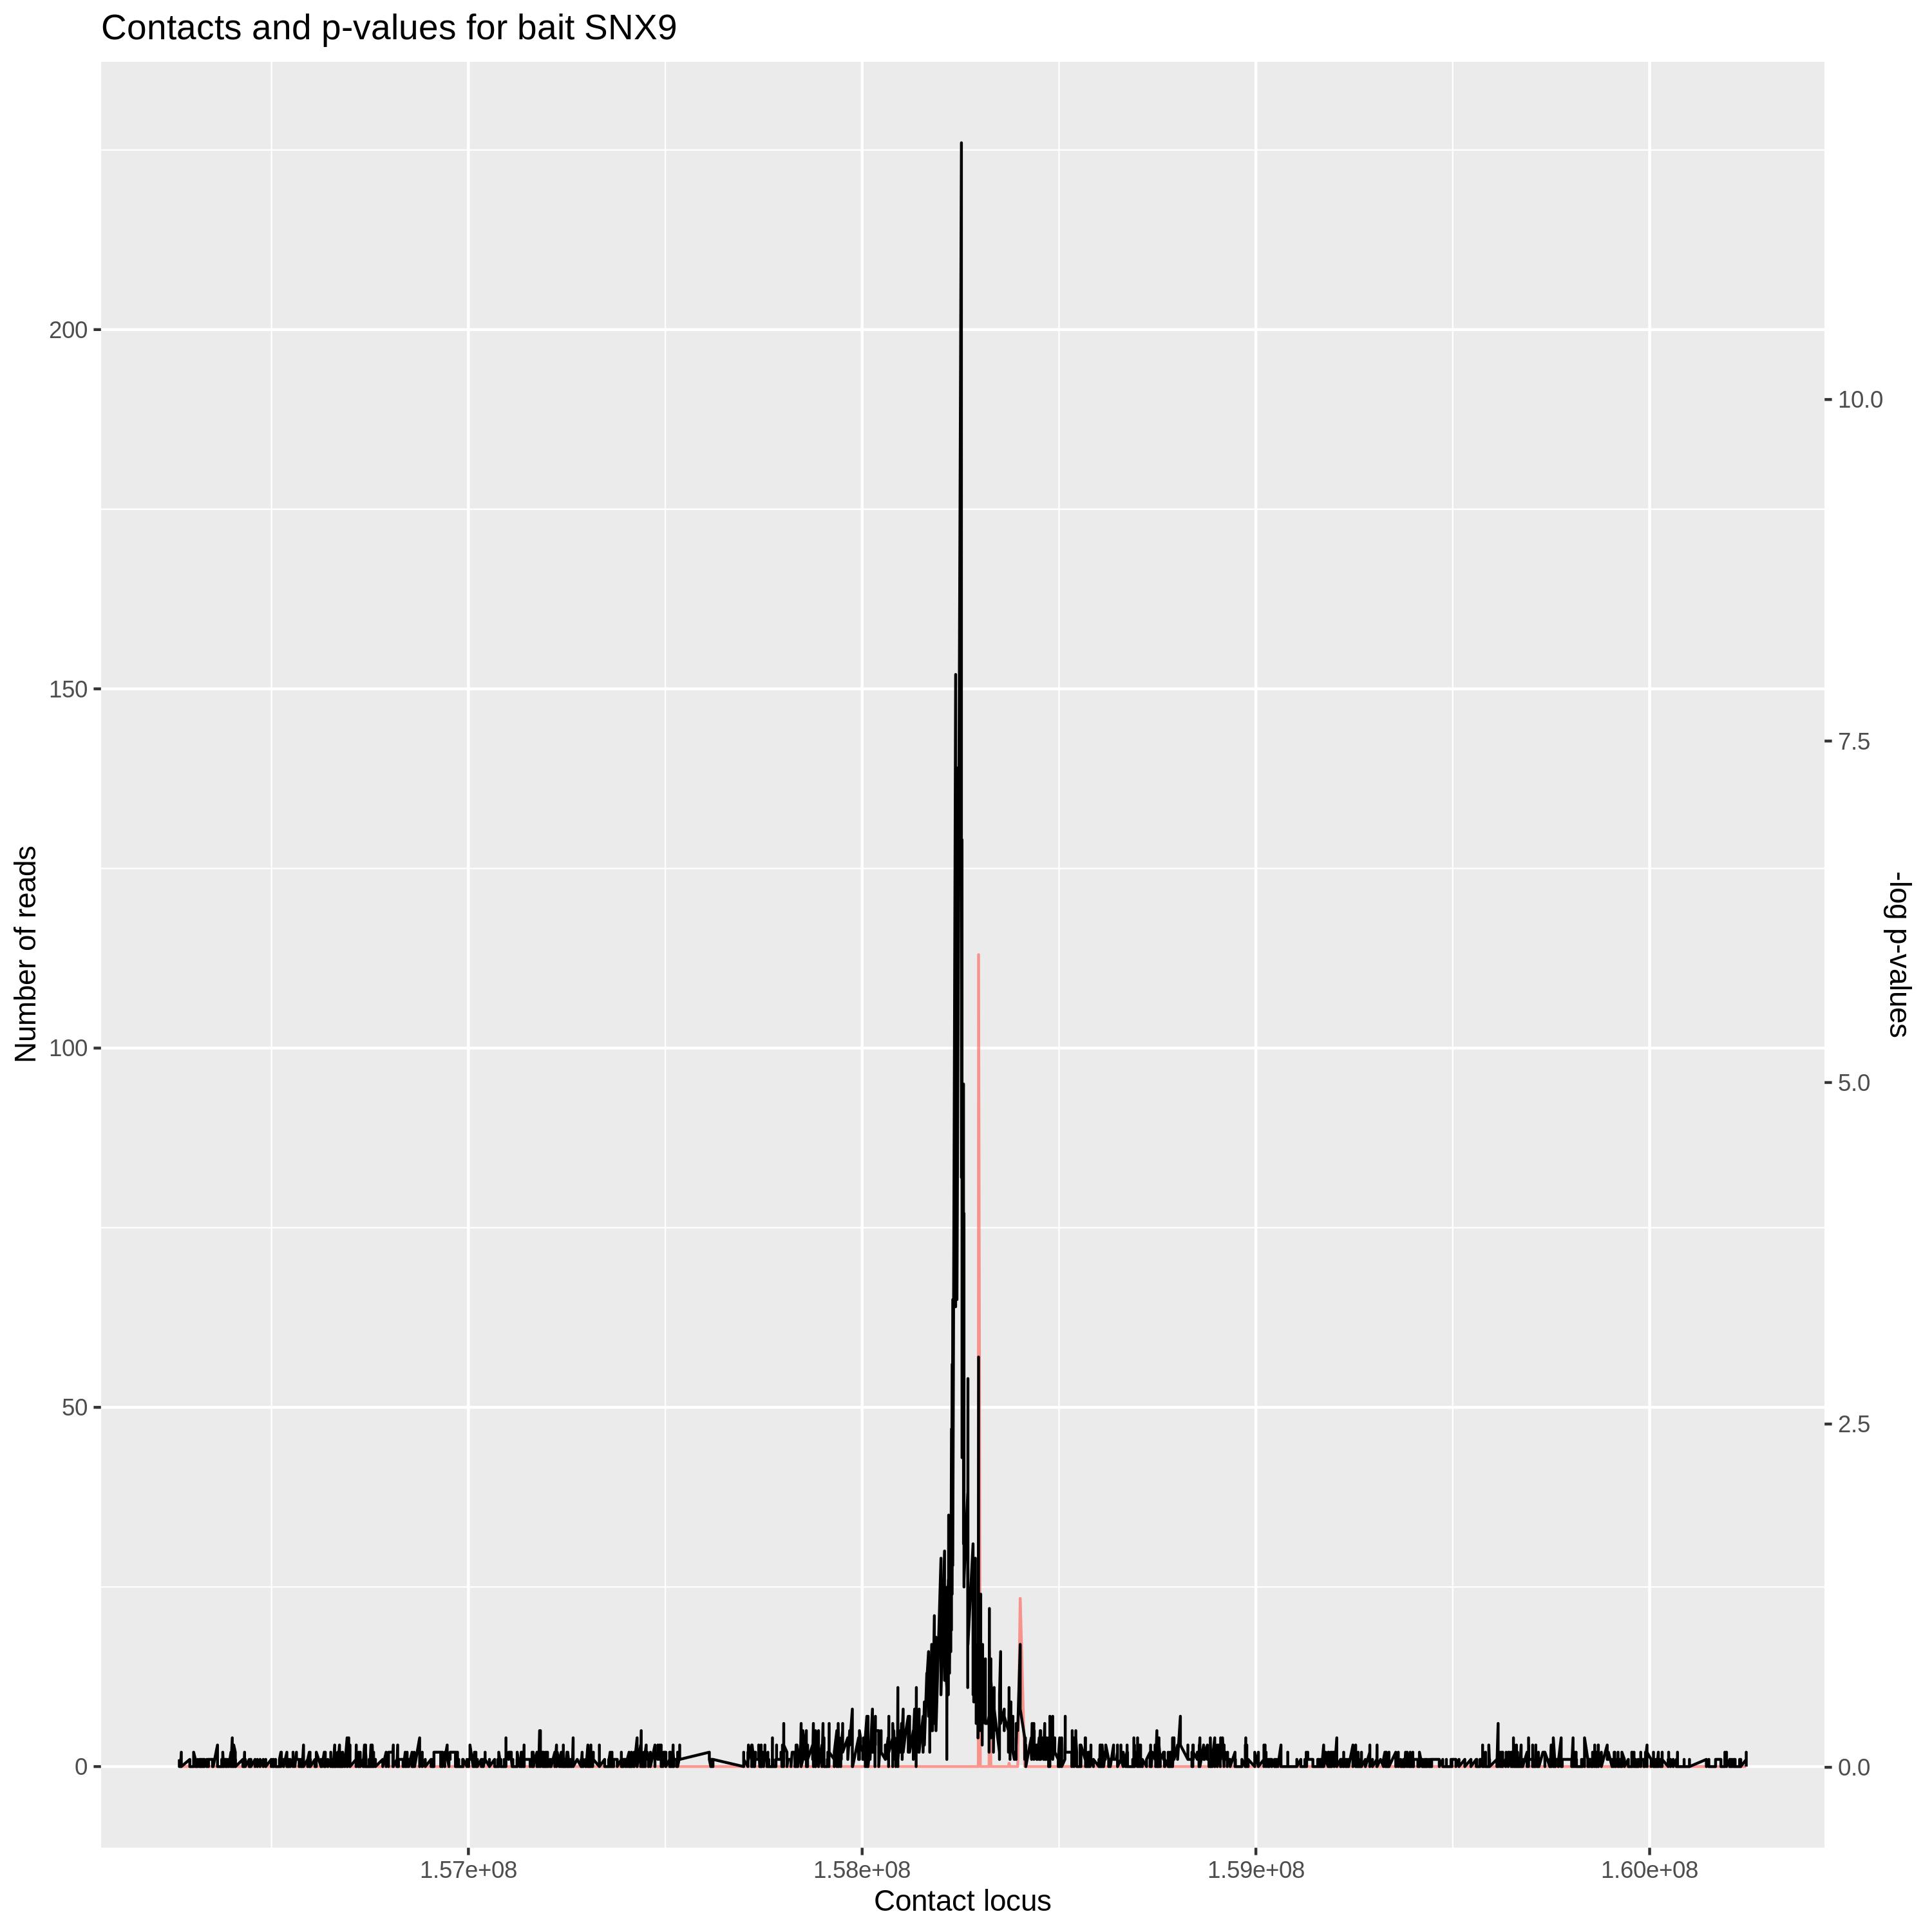 Contacts and p-values for bait SNX9
Number of reads
200
150
100
50
0
10.0
7.5
5.0
2.5
0.0
-log p-values
1.57e+08
1.58e+08
1.59e+08
1.60e+08
Contact locus